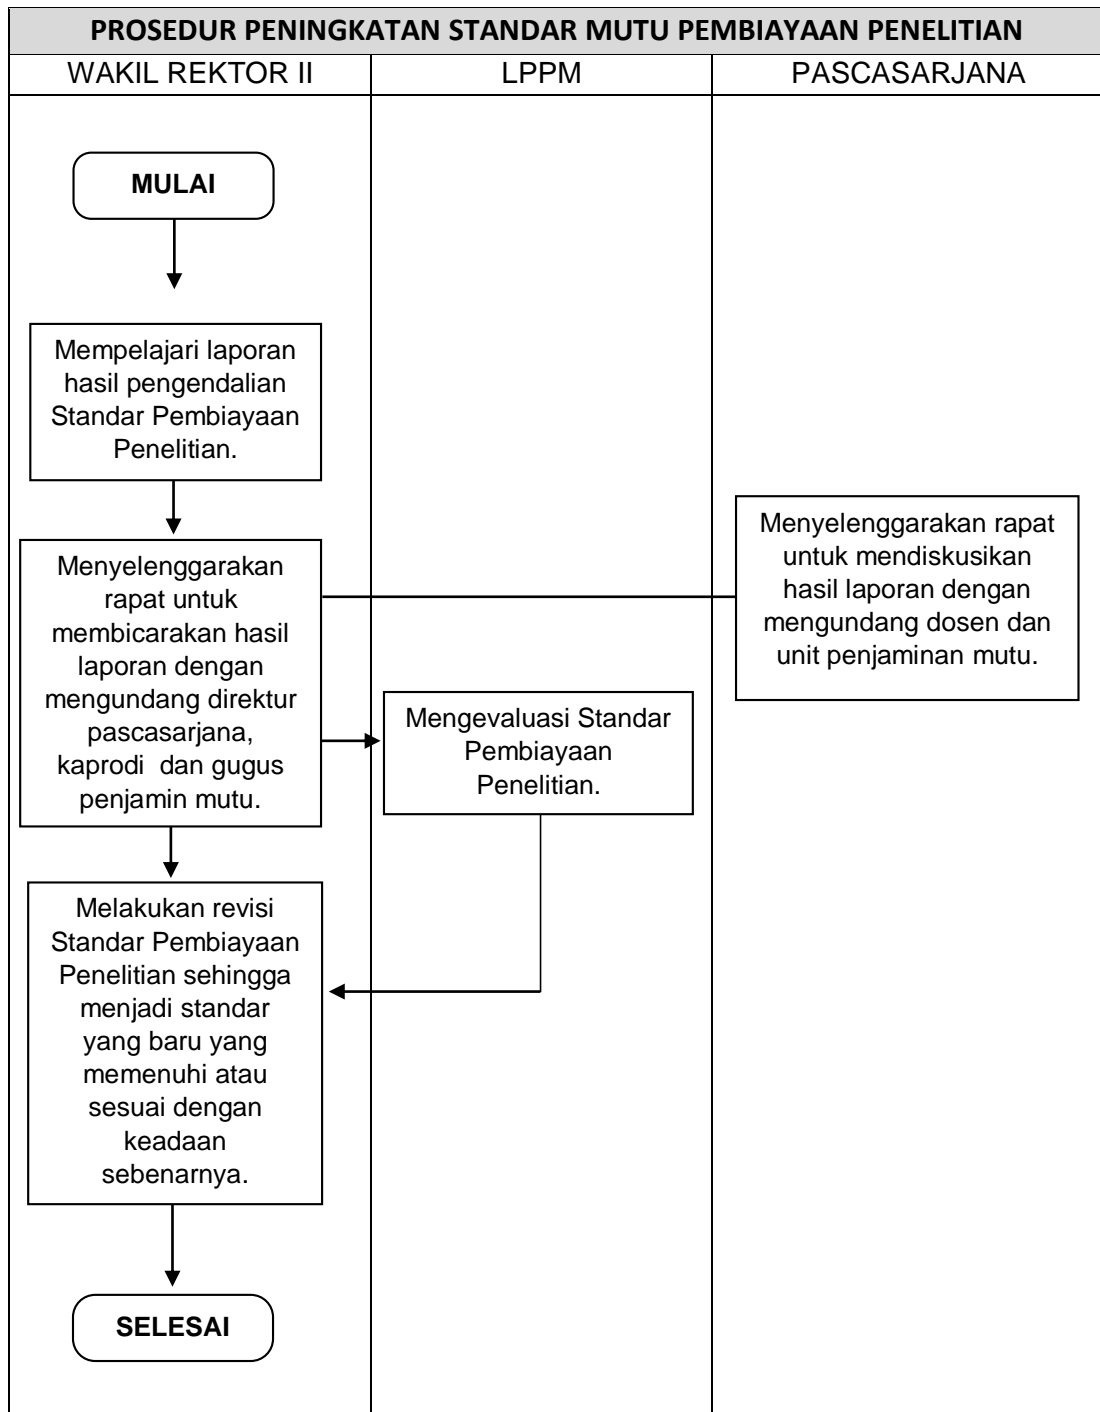 PROSEDUR PENINGKATAN STANDAR MUTU PEMBIAYAAN PENELITIAN
WAKIL REKTOR II
LPPM
PASCASARJANA
MULAI
Mempelajari laporan
hasil pengendalian
Standar Pembiayaan
Penelitian.
Menyelenggarakan
rapat untuk
membicarakan hasil
laporan dengan
mengundang direktur
pascasarjana,
kaprodi dan gugus
penjamin mutu.
Menyelenggarakan rapat
untuk mendiskusikan
hasil laporan dengan
mengundang dosen dan
unit penjaminan mutu.
Mengevaluasi Standar
Pembiayaan
Penelitian.
Melakukan revisi
Standar Pembiayaan
Penelitian sehingga
menjadi standar
yang baru yang
memenuhi atau
sesuai dengan
keadaan
sebenarnya.
SELESAI